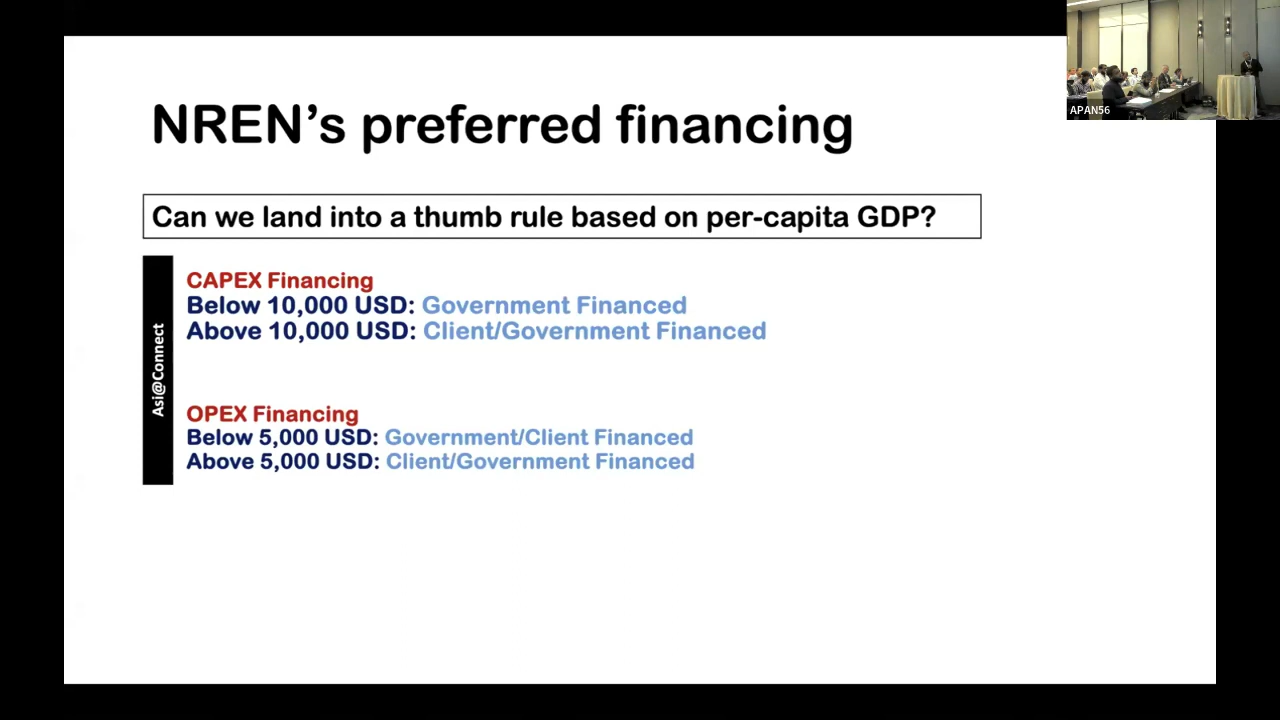 NREN's preferred financing
Can we land into a thumb rule based on per-capita GDP?
Asi@Connect
CAPEX Financing
Below 10,000 USD: Government Financed
Above 10,000 USD: Client/Government Financed
OPEX Financing
Below 5,000 USD: Government/Client Financed
Above 5,000 USD: Client/Government Financed
APAN56